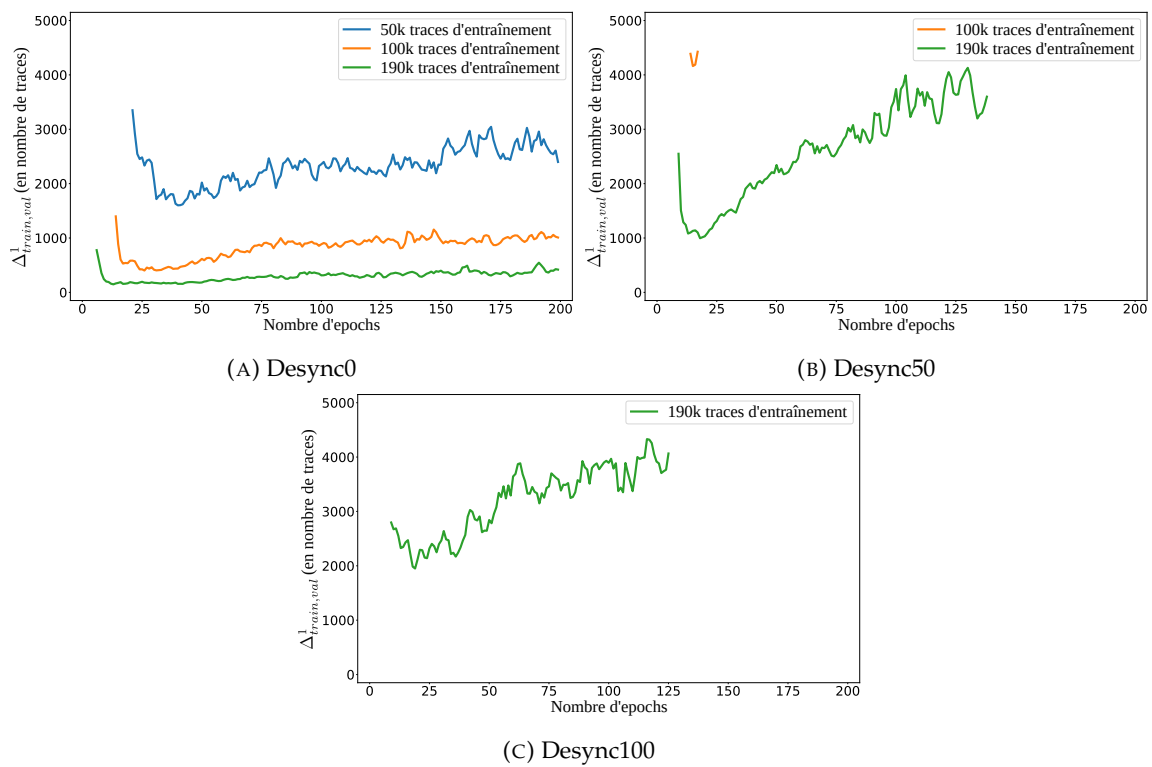 5000
4000
3000
2000
1000
0
Δ¹train,val (en nombre de traces)
50k traces d'entraînement
100k traces d'entraînement
190k traces d'entraînement
0 25 50 75 100 125 150 175 200
Nombre d'epochs
(A) Desync0
5000
4000
3000
2000
1000
0
Δ¹train,val (en nombre de traces)
100k traces d'entraînement
190k traces d'entraînement
0 25 50 75 100 125 150 175 200
Nombre d'epochs
(B) Desync50
5000
4000
3000
2000
1000
0
Δ¹train,val (en nombre de traces)
190k traces d'entraînement
0 25 50 75 100 125 150 175 200
Nombre d'epochs
(C) Desync100